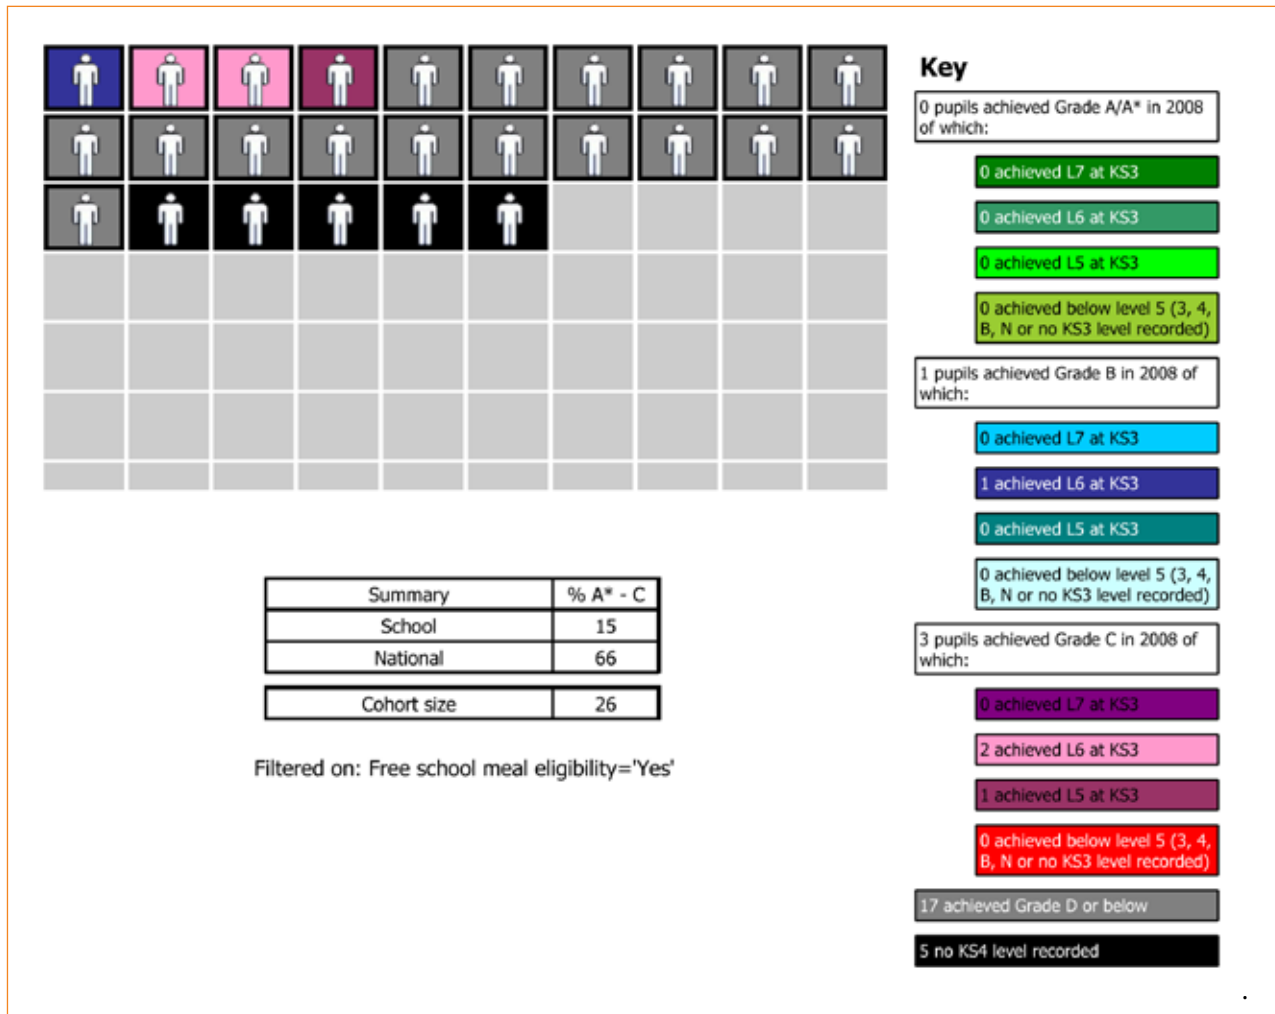 Key
0 pupils achieved Grade A/A* in 2008
of which:
0 achieved L7 at KS3
0 achieved L6 at KS3
0 achieved L5 at KS3
0 achieved below level 5 (3, 4,
B, N or no KS3 level recorded)
1 pupils achieved Grade B in 2008 of
which:
0 achieved L7 at KS3
1 achieved L6 at KS3
0 achieved L5 at KS3
0 achieved below level 5 (3, 4,
B, N or no KS3 level recorded)
3 pupils achieved Grade C in 2008 of
which:
0 achieved L7 at KS3
2 achieved L6 at KS3
1 achieved L5 at KS3
0 achieved below level 5 (3, 4,
B, N or no KS3 level recorded)
17 achieved Grade D or below
5 no KS4 level recorded
Summary % A* - C
School 15
National 66
Cohort size 26
Filtered on: Free school meal eligibility='Yes'
.